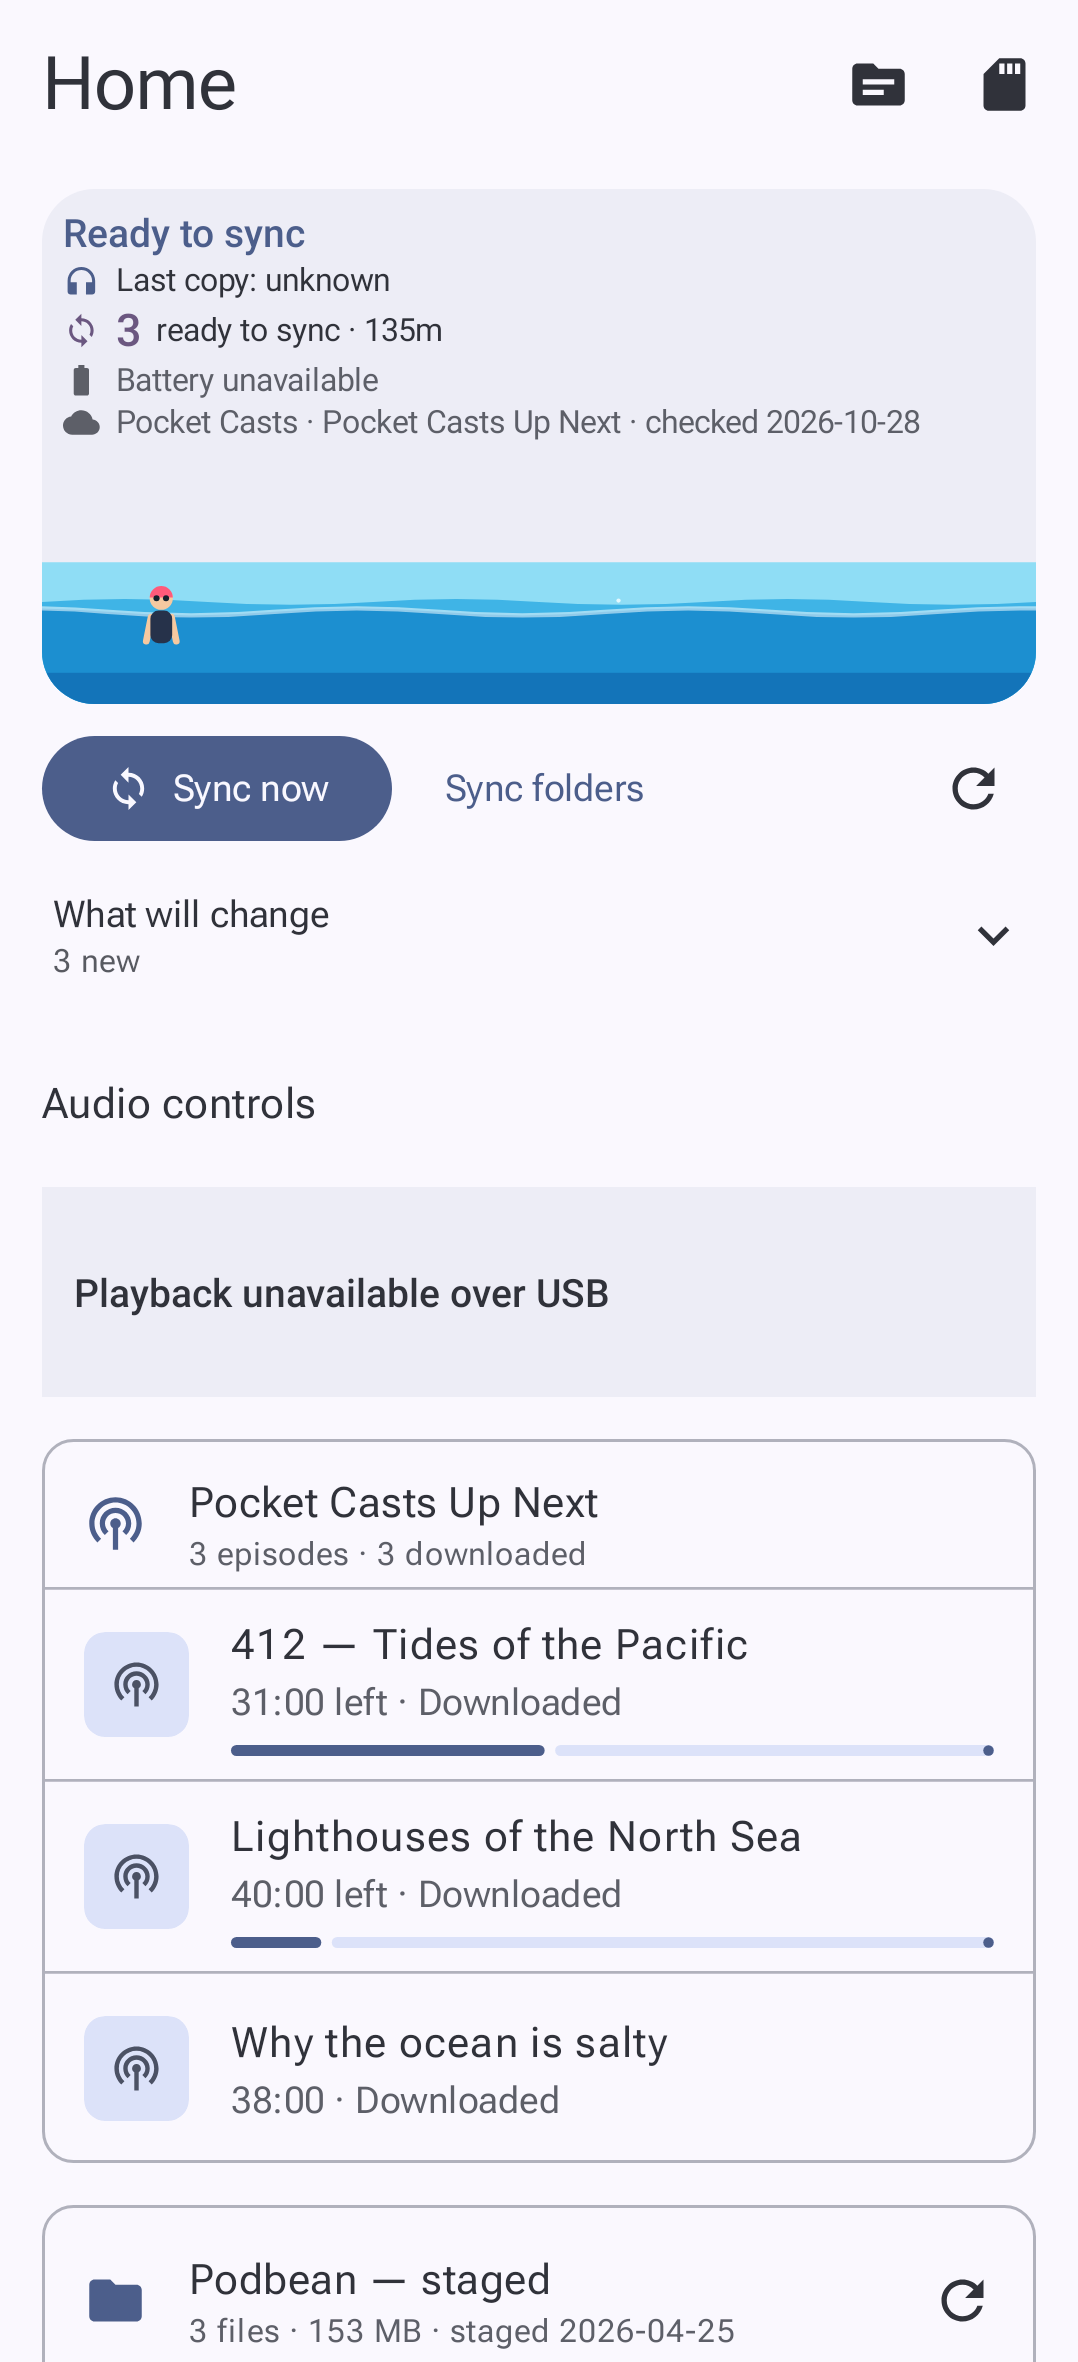 Home
Ready to sync
Last copy: unknown
3 ready to sync · 135m
Battery unavailable
Pocket Casts · Pocket Casts Up Next · checked 2026-10-28
Sync now
Sync folders
What will change
3 new
Audio controls
Playback unavailable over USB
Pocket Casts Up Next
3 episodes · 3 downloaded
412 — Tides of the Pacific
31:00 left · Downloaded
Lighthouses of the North Sea
40:00 left · Downloaded
Why the ocean is salty
38:00 · Downloaded
Podbean — staged
3 files · 153 MB · staged 2026-04-25